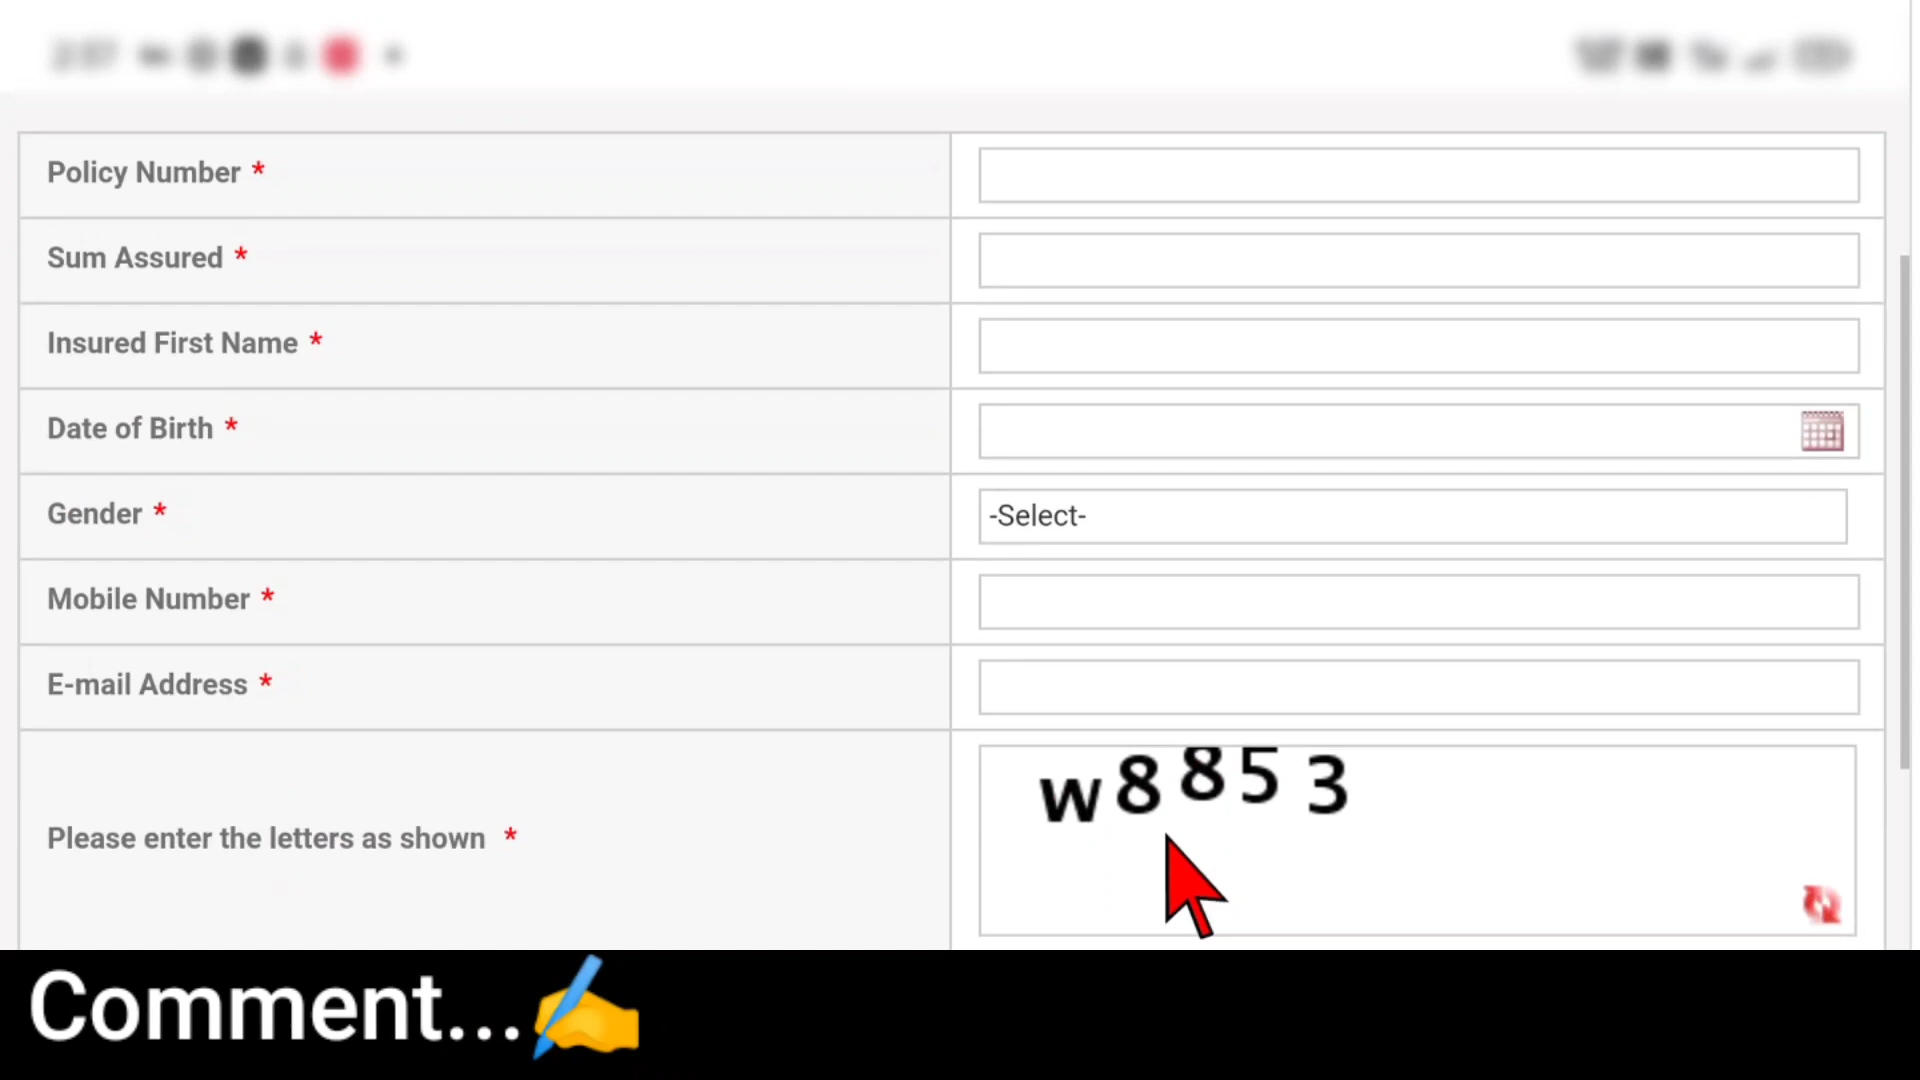 Policy Number *
Sum Assured *
Insured First Name *
Date of Birth *
Gender * -Select-
Mobile Number *
E-mail Address *
Please enter the letters as shown * w8853
Comment...✍